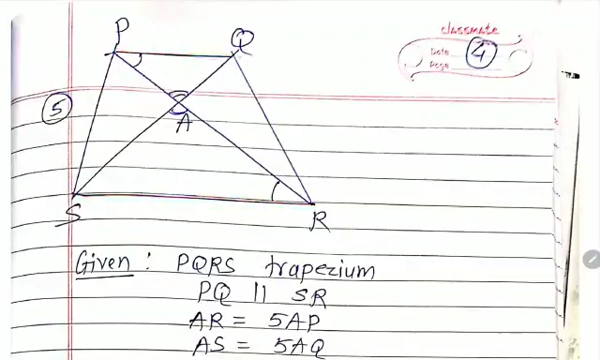 classmate
Date
Page
4
P
Q
5
A
S
R
Given : PQRS trapezium
PQ || SR
AR = 5AP
AS = 5AQ